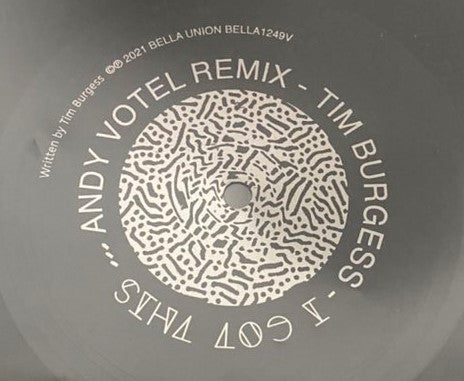 Written by Tim Burgess ©℗ 2021 BELLA UNION BELLA1249V
TIM BURGESS - I GOT THIS ... ANDY VOTEL REMIX -